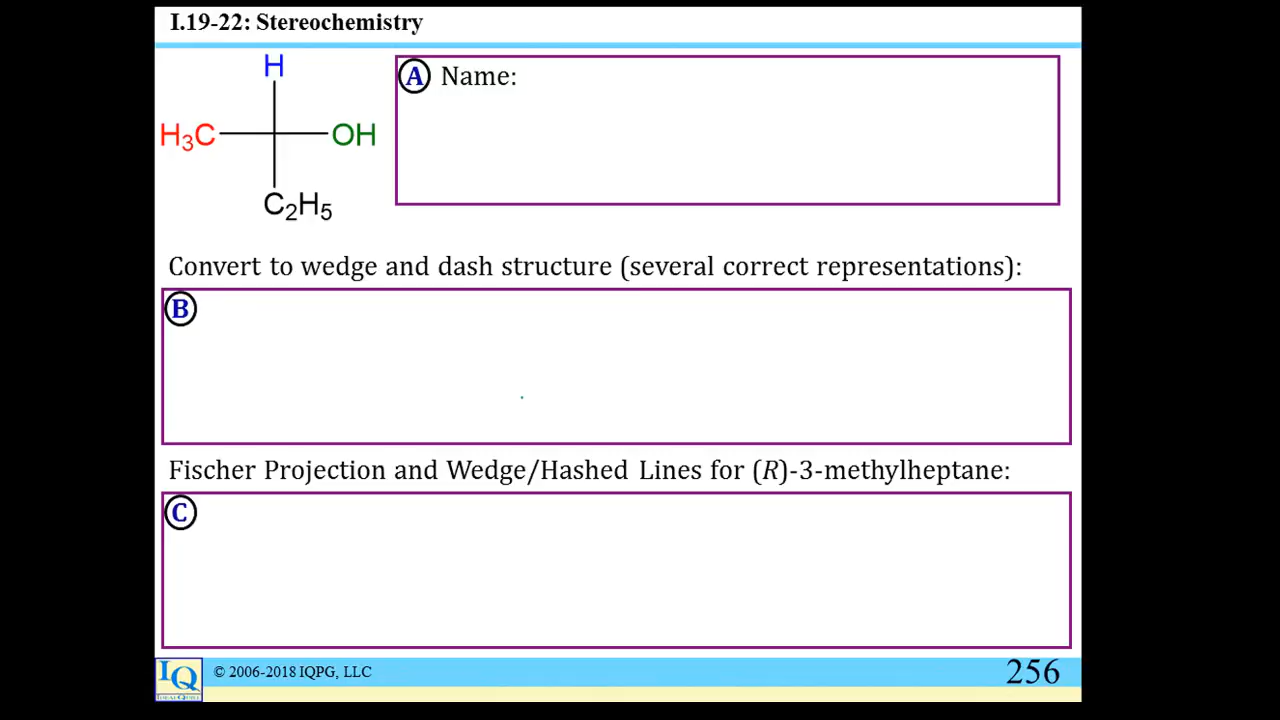 I.19-22: Stereochemistry
H
H₃C
OH
C₂H₅
A Name:
Convert to wedge and dash structure (several correct representations):
B
Fischer Projection and Wedge/Hashed Lines for (R)-3-methylheptane:
C
IQ
© 2006-2018 IQPG, LLC
256